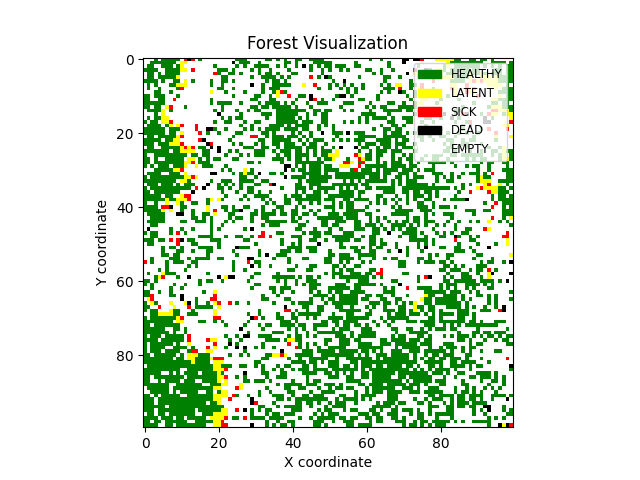 Forest Visualization
HEALTHY
LATENT
SICK
DEAD
EMPTY
0
20
40
60
80
Y coordinate
0
20
40
60
80
X coordinate